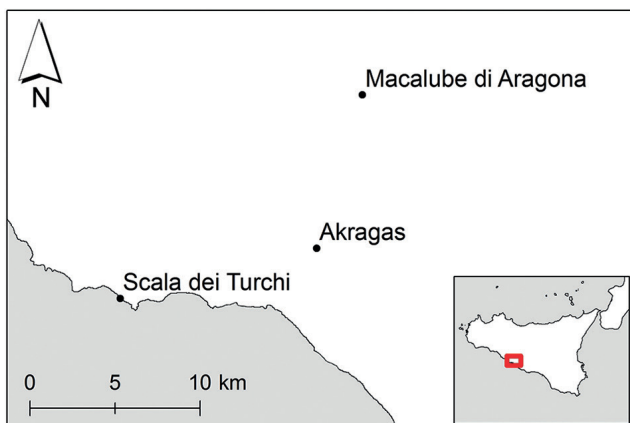 N
Macalube di Aragona
Akragas
Scala dei Turchi
0 5 10 km